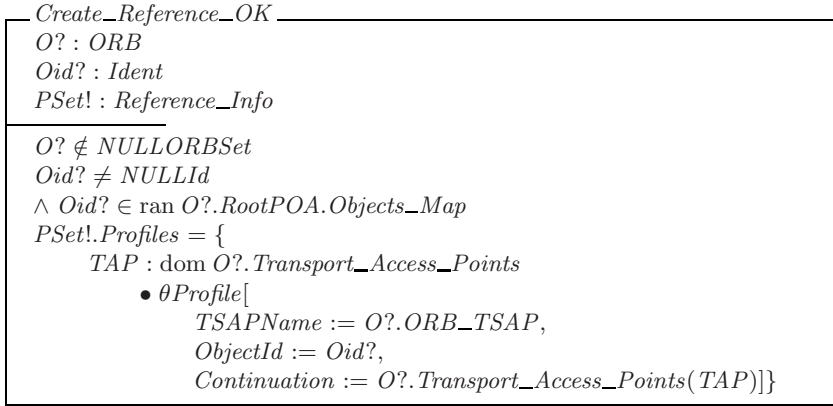 Create_Reference_OK
O? : ORB
Oid? : Ident
PSet! : Reference_Info
O? ∉ NULLORBSet
Oid? ≠ NULLId
∧ Oid? ∈ ran O?.RootPOA.Objects_Map
PSet!.Profiles = {
TAP : dom O?.Transport_Access_Points
• θProfile[
TSAPName := O?.ORB_TSAP,
ObjectId := Oid?,
Continuation := O?.Transport_Access_Points(TAP)]}